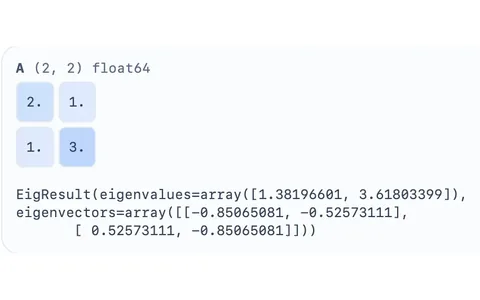 A (2, 2) float64
2. 1.
1. 3.
EigResult(eigenvalues=array([1.38196601, 3.61803399]),
eigenvectors=array([[-0.85065081, -0.52573111],
[ 0.52573111, -0.85065081]]))